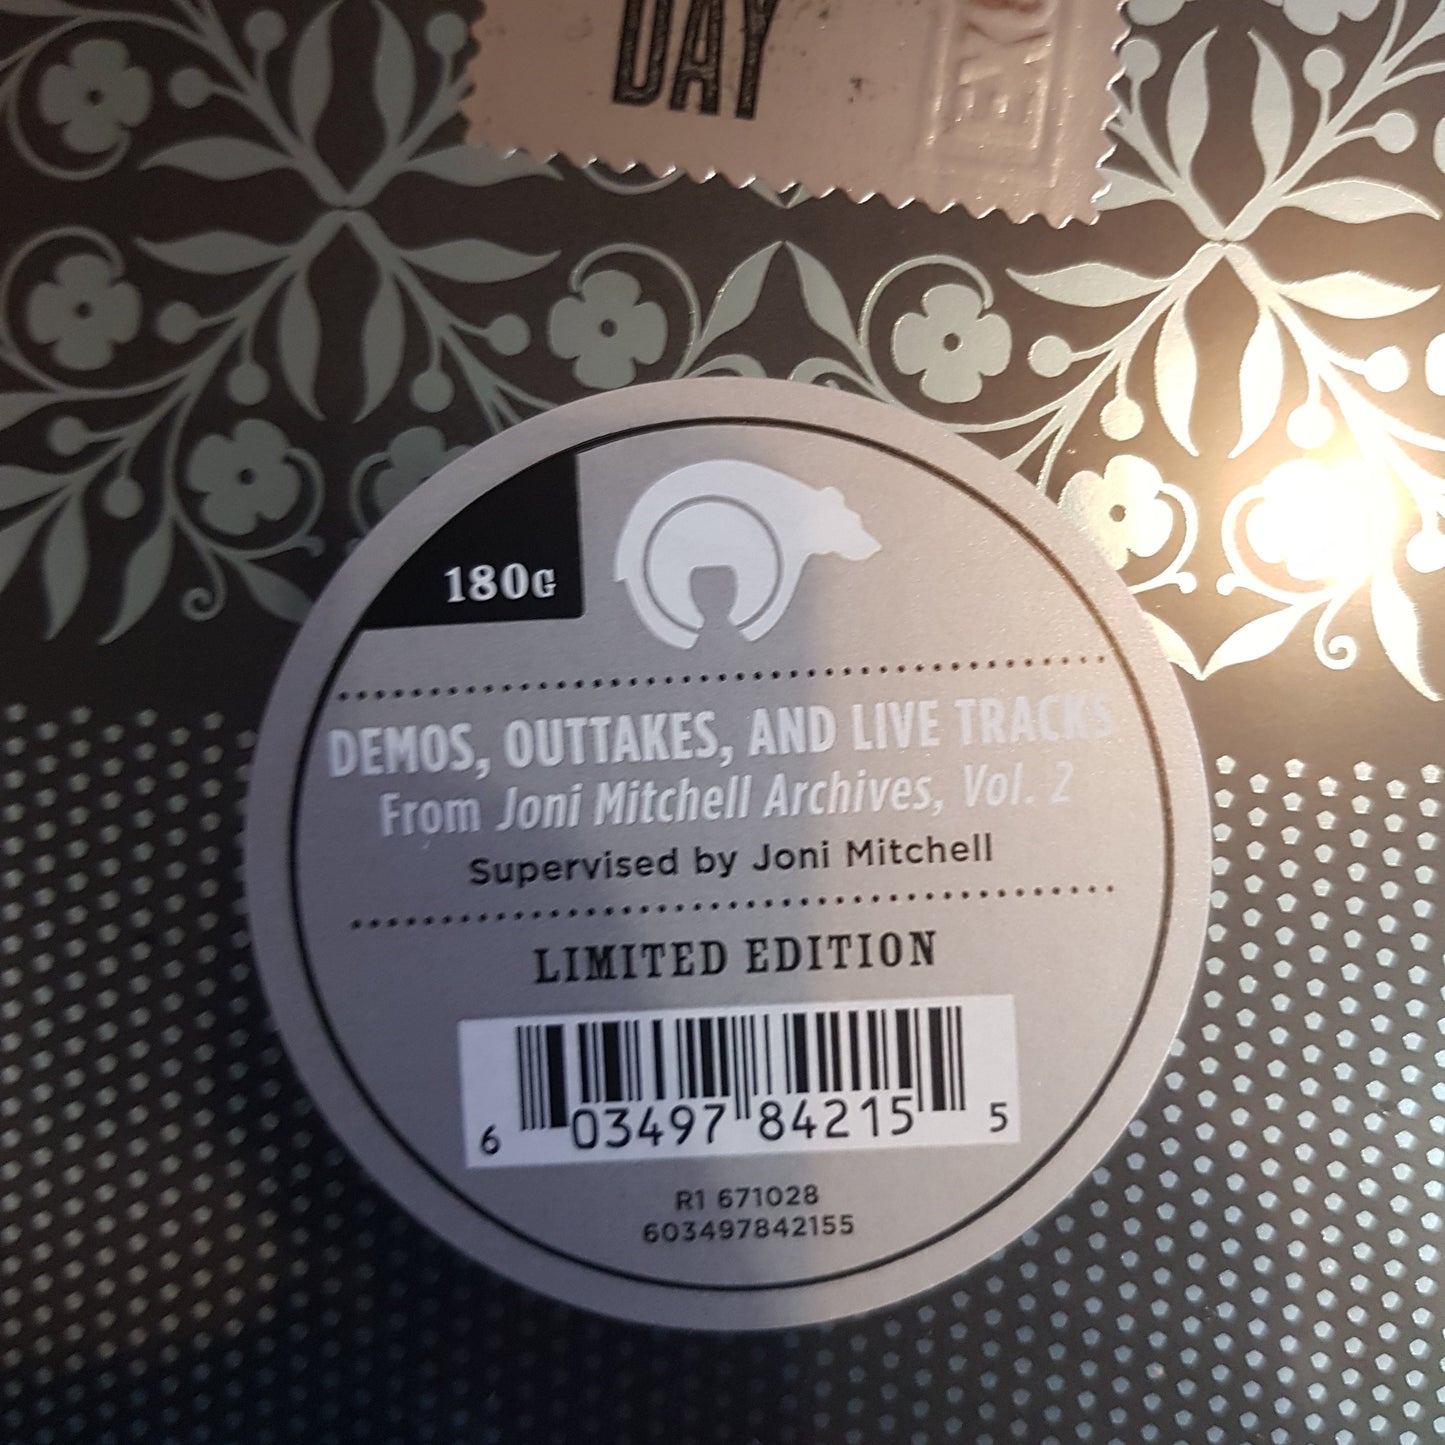 DAY
180G
DEMOS, OUTTAKES, AND LIVE TRACKS
From Joni Mitchell Archives, Vol. 2
Supervised by Joni Mitchell
LIMITED EDITION
6 03497 84215 5
R1 671028
603497842155